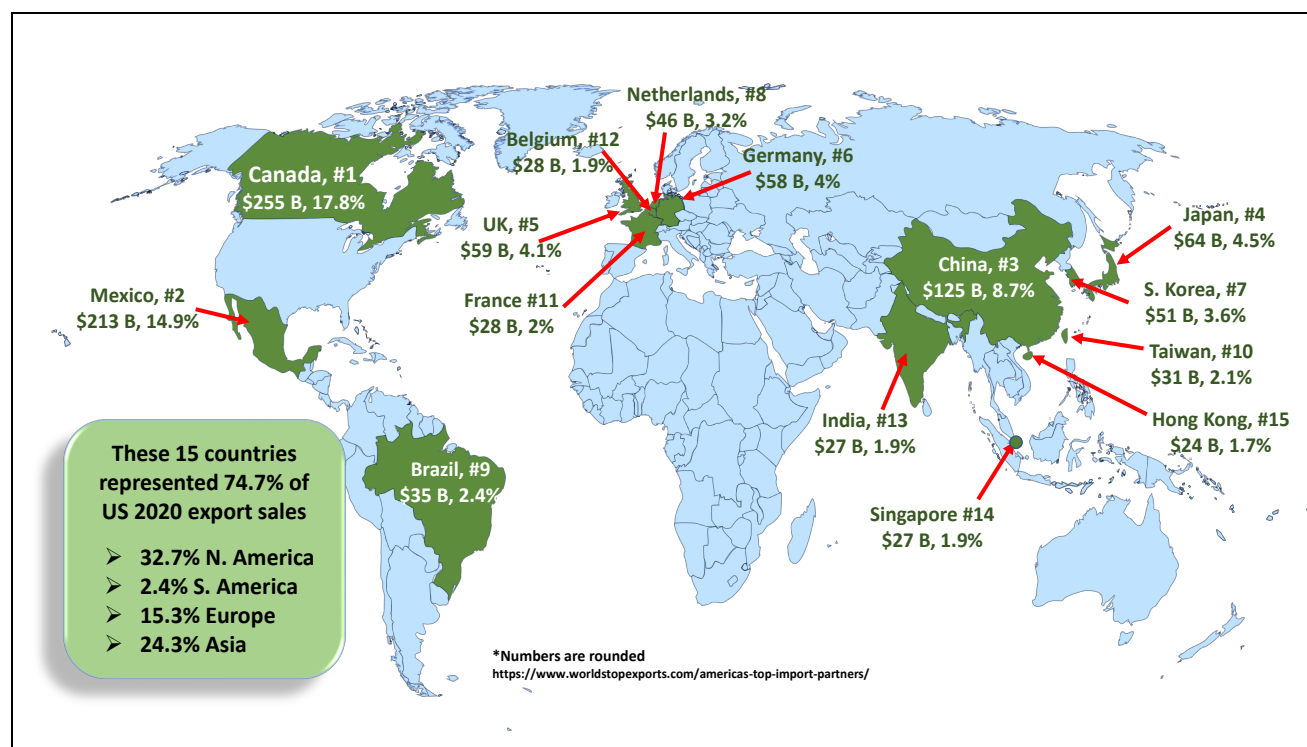 Netherlands, #8
$46 B, 3.2%
Belgium, #12
$28 B, 1.9%
Germany, #6
$58 B, 4%
Canada, #1
$255 B, 17.8%
UK, #5
$59 B, 4.1%
Japan, #4
$64 B, 4.5%
China, #3
$125 B, 8.7%
Mexico, #2
$213 B, 14.9%
France #11
$28 B, 2%
S. Korea, #7
$51 B, 3.6%
Taiwan, #10
$31 B, 2.1%
India, #13
$27 B, 1.9%
Hong Kong, #15
$24 B, 1.7%
Brazil, #9
$35 B, 2.4%
Singapore #14
$27 B, 1.9%
These 15 countries
represented 74.7% of
US 2020 export sales
➢ 32.7% N. America
➢ 2.4% S. America
➢ 15.3% Europe
➢ 24.3% Asia
*Numbers are rounded
https://www.worldstopexports.com/americas-top-import-partners/